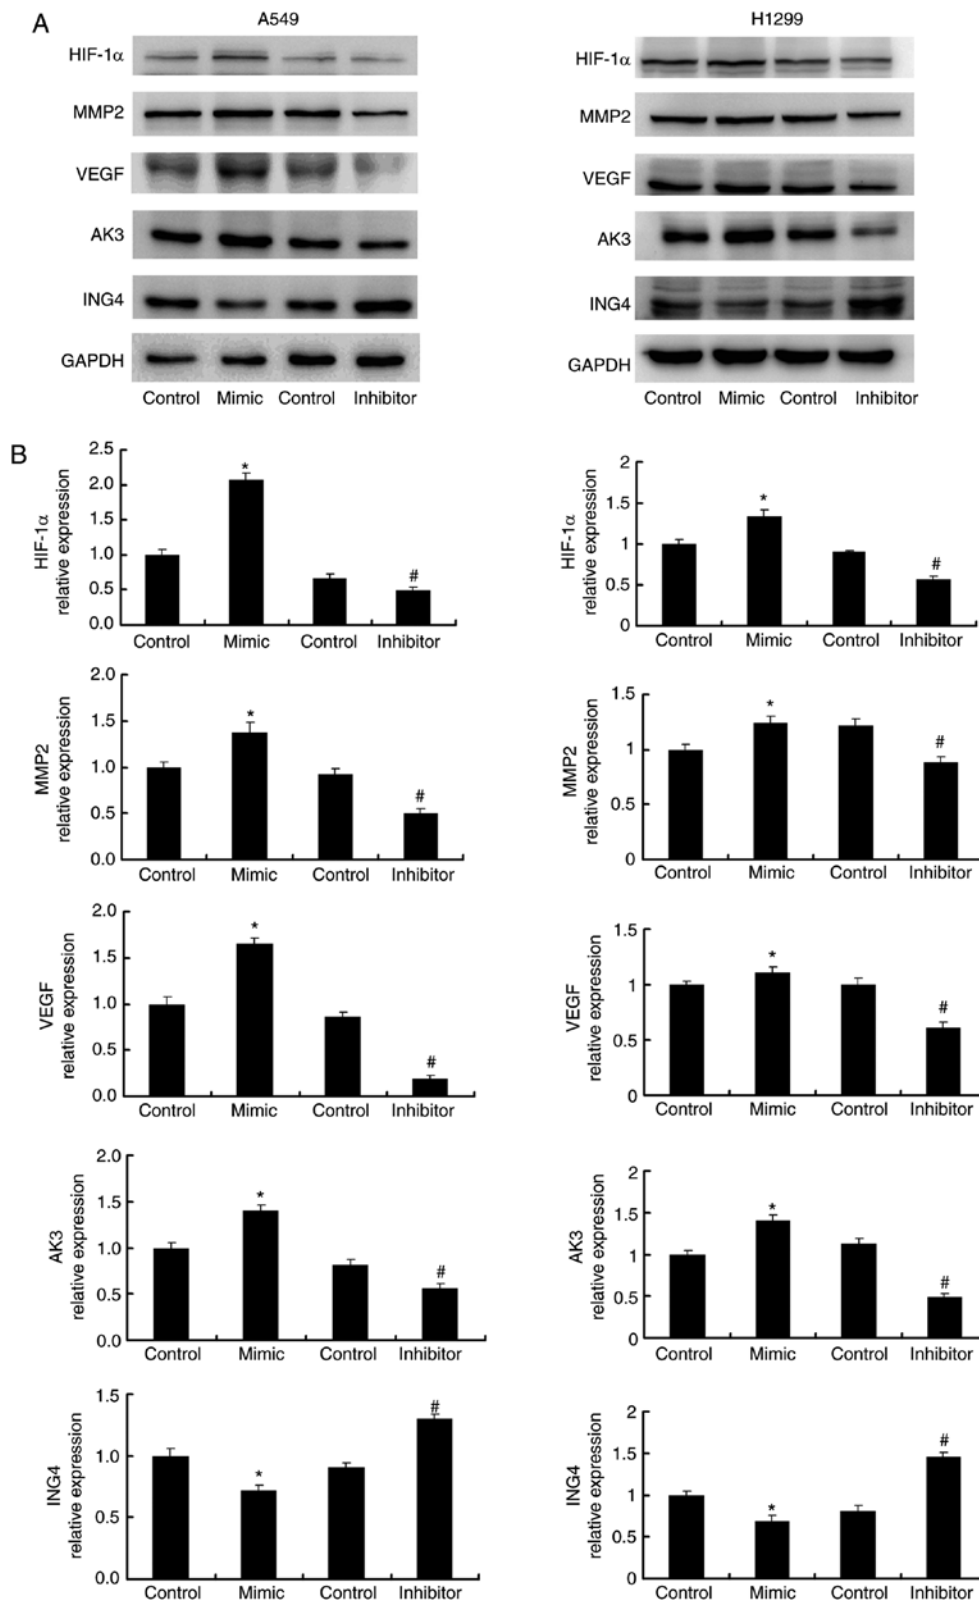 A
A549
H1299
HIF-1α
MMP2
VEGF
AK3
ING4
GAPDH
Control Mimic Control Inhibitor
HIF-1α
MMP2
VEGF
AK3
ING4
GAPDH
Control Mimic Control Inhibitor
B
HIF-1α
relative expression
2.5
2.0
1.5
1.0
0.5
0.0
*
#
Control Mimic Control Inhibitor
HIF-1α
relative expression
2
1.5
1
0.5
0
*
#
Control Mimic Control Inhibitor
MMP2
relative expression
2.0
1.5
1.0
0.5
0.0
*
#
Control Mimic Control Inhibitor
MMP2
relative expression
1.5
1
0.5
0
*
#
Control Mimic Control Inhibitor
VEGF
relative expression
2.0
1.5
1.0
0.5
0.0
*
#
Control Mimic Control Inhibitor
VEGF
relative expression
1.5
1
0.5
0
*
#
Control Mimic Control Inhibitor
AK3
relative expression
2.0
1.5
1.0
0.5
0.0
*
#
Control Mimic Control Inhibitor
AK3
relative expression
2
1.5
1
0.5
0
*
#
Control Mimic Control Inhibitor
ING4
relative expression
1.5
1.0
0.5
0.0
*
#
Control Mimic Control Inhibitor
ING4
relative expression
2
1.5
1
0.5
0
*
#
Control Mimic Control Inhibitor